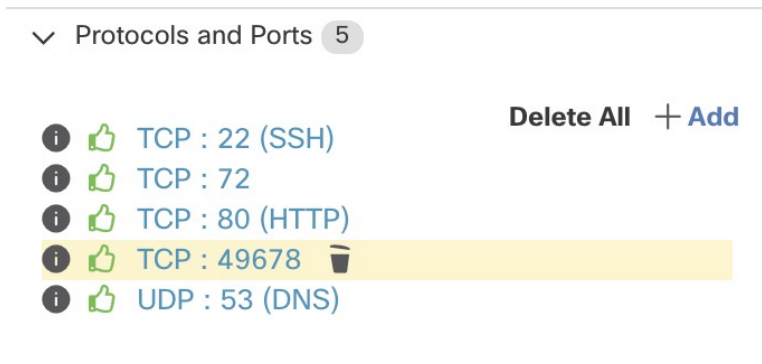 Protocols and Ports 5
Delete All + Add
TCP : 22 (SSH)
TCP : 72
TCP : 80 (HTTP)
TCP : 49678
UDP : 53 (DNS)